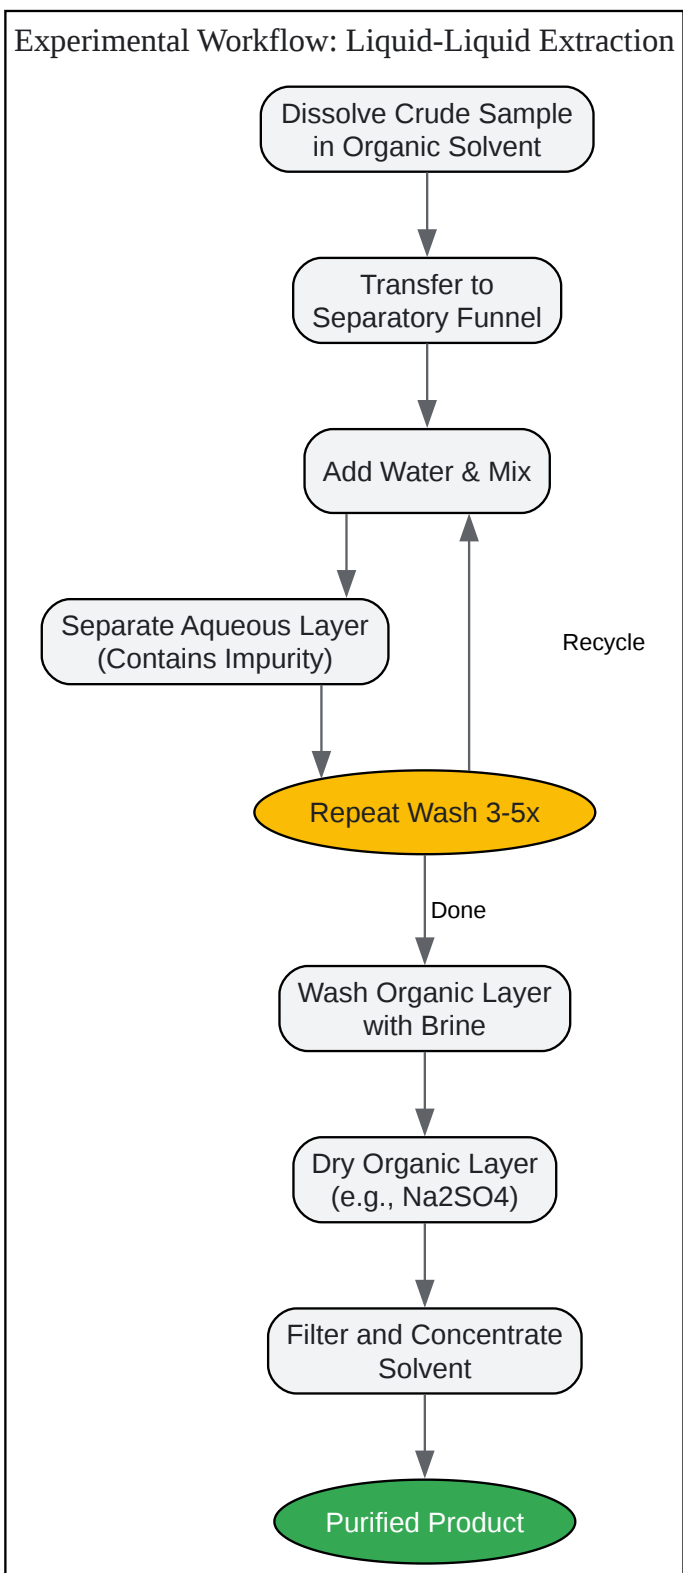 Experimental Workflow: Liquid-Liquid Extraction
Dissolve Crude Sample
in Organic Solvent
Transfer to
Separatory Funnel
Add Water & Mix
Separate Aqueous Layer
(Contains Impurity)
Recycle
Repeat Wash 3-5x
Done
Wash Organic Layer
with Brine
Dry Organic Layer
(e.g., Na2SO4)
Filter and Concentrate
Solvent
Purified Product